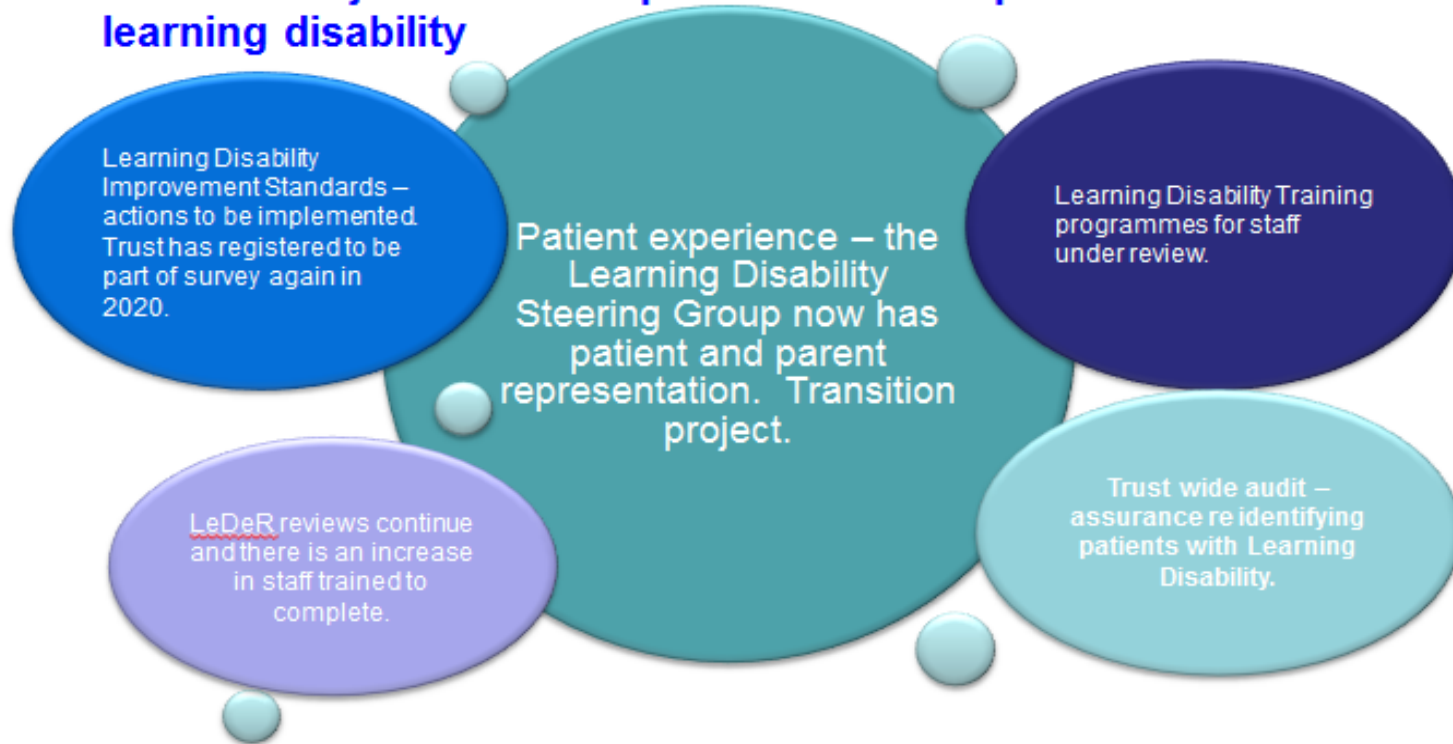 learning disability
Learning Disability
Improvement Standards –
actions to be implemented.
Trust has registered to be
part of survey again in
2020.
Patient experience – the
Learning Disability
Steering Group now has
patient and parent
representation.  Transition
project.
Learning Disability Training
programmes for staff
under review.
LeDeR reviews continue
and there is an increase
in staff trained to
complete.
Trust wide audit –
assurance re identifying
patients with Learning
Disability.